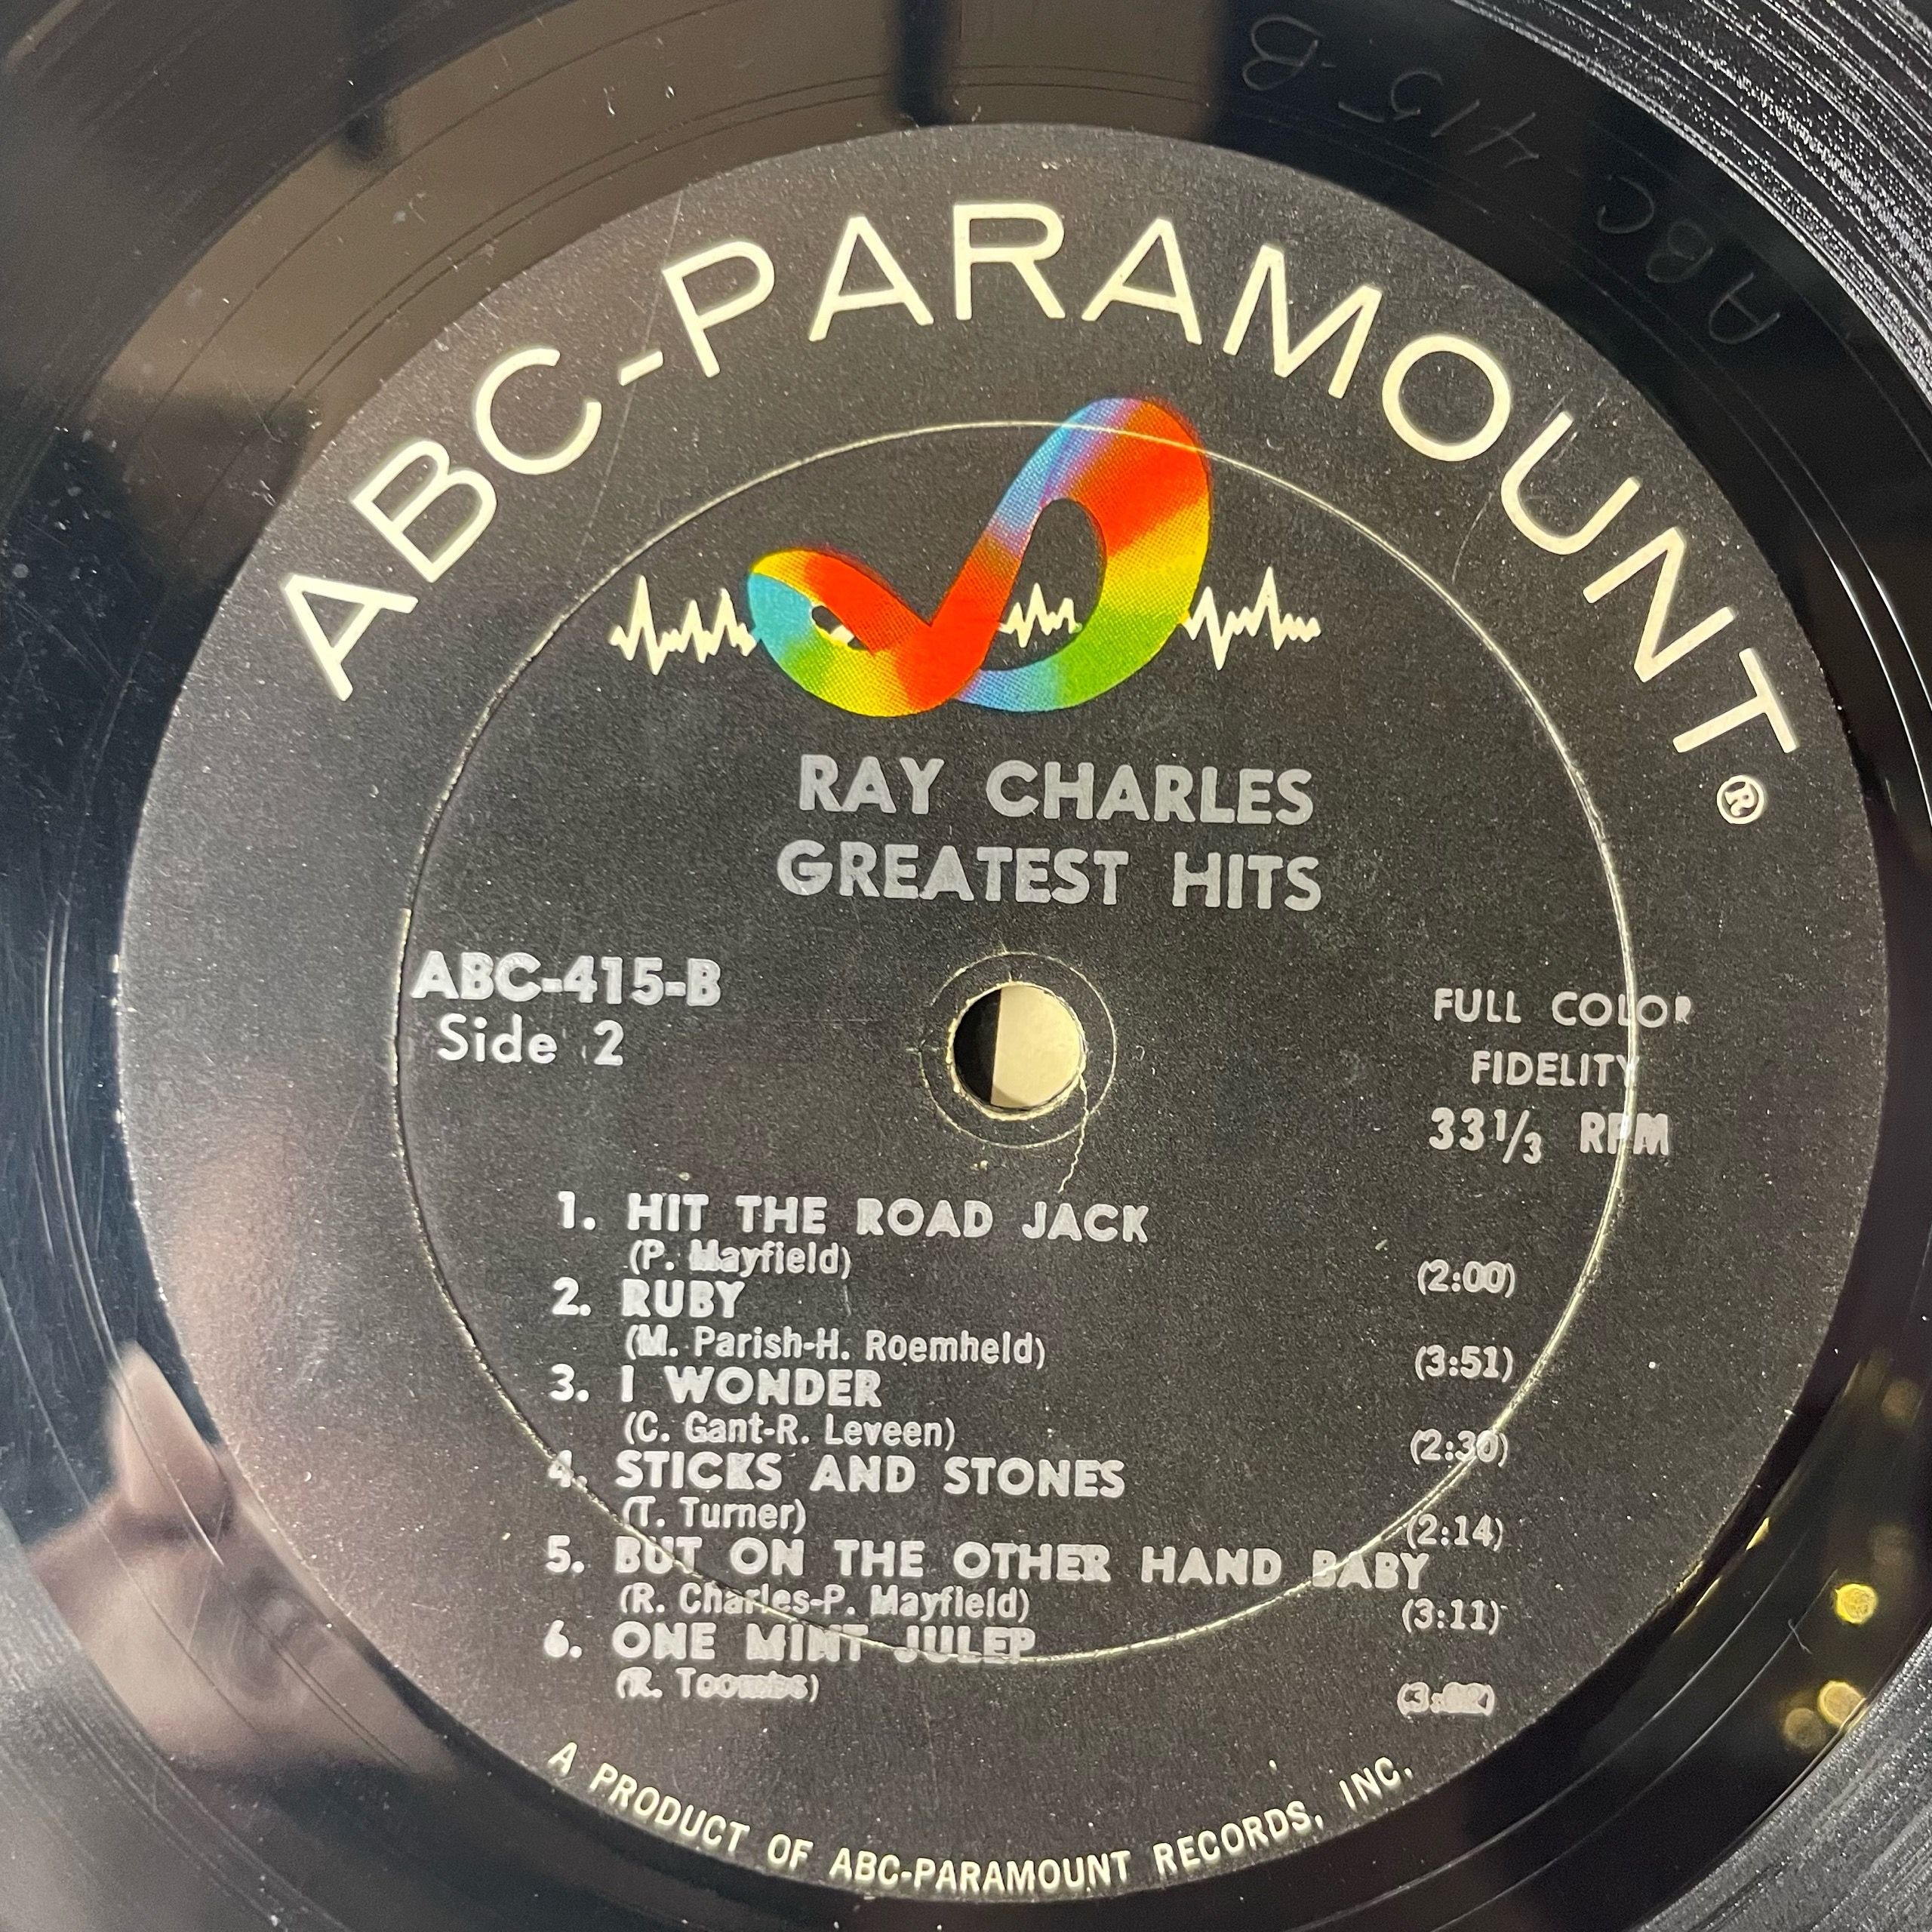 ABC 415-B
ABC-PARAMOUNT®
RAY CHARLES
GREATEST HITS
ABC-415-B
Side 2
FULL COLOR
FIDELITY
33 1/3 RPM
1. HIT THE ROAD JACK
(P. Mayfield) (2:00)
2. RUBY
(M. Parish-H. Roemheld) (3:51)
3. I WONDER
(C. Gant-R. Leveen) (2:30)
4. STICKS AND STONES
(T. Turner) (2:14)
5. BUT ON THE OTHER HAND BABY
(R. Charles-P. Mayfield) (3:11)
6. ONE MINT JULEP
(R. Toombs)
A PRODUCT OF ABC-PARAMOUNT RECORDS, INC.